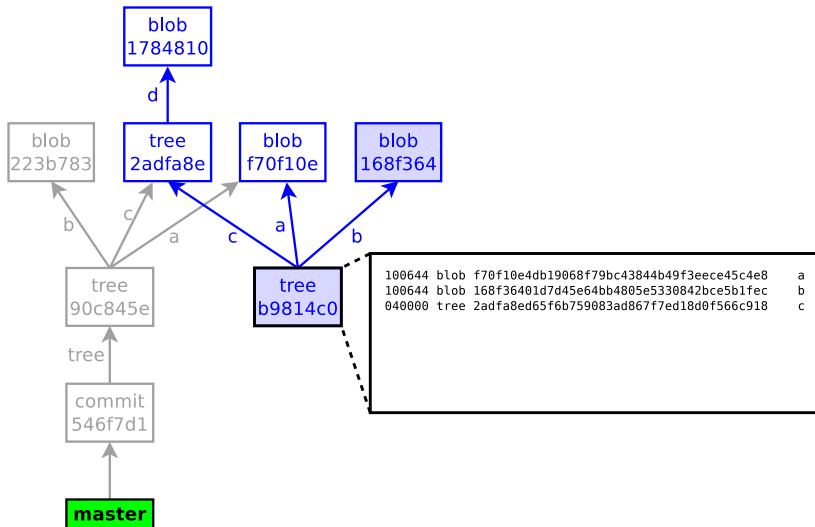 blob
1784810
d
blob
223b783
tree
2adfa8e
blob
f70f10e
blob
168f364
b
c
a
c
a
b
tree
90c845e
tree
b9814c0
100644 blob f70f10e4db19068f79bc43844b49f3eece45c4e8 a
100644 blob 168f36401d7d45e64bb4805e5330842bce5b1fec b
040000 tree 2adfa8ed65f6b759083ad867f7ed18d0f566c918 c
tree
commit
546f7d1
master